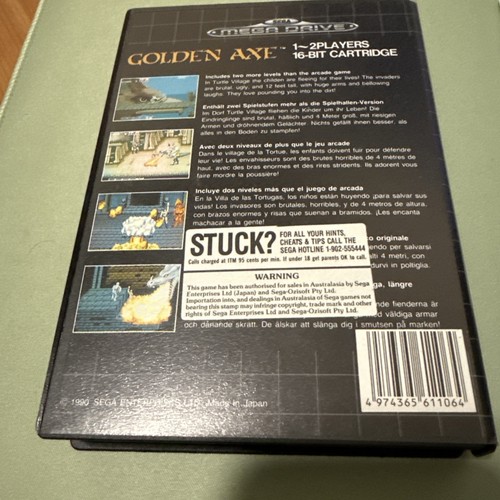 SEGA
MEGA DRIVE
GOLDEN AXE™
1~2PLAYERS
16-BIT CARTRIDGE
Includes two more levels than the arcade game
In Turtle Village the children are fleeing for their lives! The invaders
are brutal, ugly, and 12 feet tall, with huge arms and bellowing
laughs. They love pounding you into the dirt!
Enthält zwei Spielstufen mehr als die Spielhallen-Version
Im Dorf Turtle Village fliehen die Kinder um ihr Leben! Die
Eindringlinge sind brutal, häßlich und 4 Meter groß, mit riesigen
Armen und dröhnendem Gelächter. Nichts gefällt ihnen besser, als
alles in den Boden zu stampfen!
Avec deux niveaux de plus que le jeu arcade
Dans le village de la Tortue, les enfants doivent fuir pour défendre
leur vie! Les envahisseurs sont des brutes horribles de 4 mètres de
haut, avec des bras énormes et des rires stridents. Ils adorent vous
faire mordre la poussière!
Incluye dos niveles más que el juego de arcada
En la Villa de las Tortugas, los niños están huyendo ¡para salvar sus
vidas! Los invasores son brutales, horribles, y de 4 metros de altura,
con brazos enormes y risas que suenan a bramidos. ¡Les encanta
machacar a la gente!
o originale
endo per salvarsi
alti 4 metri, con
durvi in poltiglia.
STUCK?
FOR ALL YOUR HINTS,
CHEATS & TIPS CALL THE
SEGA HOTLINE 1-902-555444
Calls charged at ITM 95 cents per min. If under 18 get parents OK to call.
WARNING
This game has been authorised for sales in Australasia by Sega
Enterprises Ltd (Japan) and Sega-Ozisoft Pty Ltd.
Importation into, and dealings in Australasia of Sega games not
bearing this stamp may infringe copyright, trade mark and other
rights of Sega Enterprises Ltd and Sega-Ozisoft Pty Ltd.
ga, längre
fienderna är
med väldiga armar
och dånande skratt. De älskar att slänga dig i smutsen på marken!
© 1990 SEGA ENTERPRISES LTD. Made in Japan
4 974365 611064